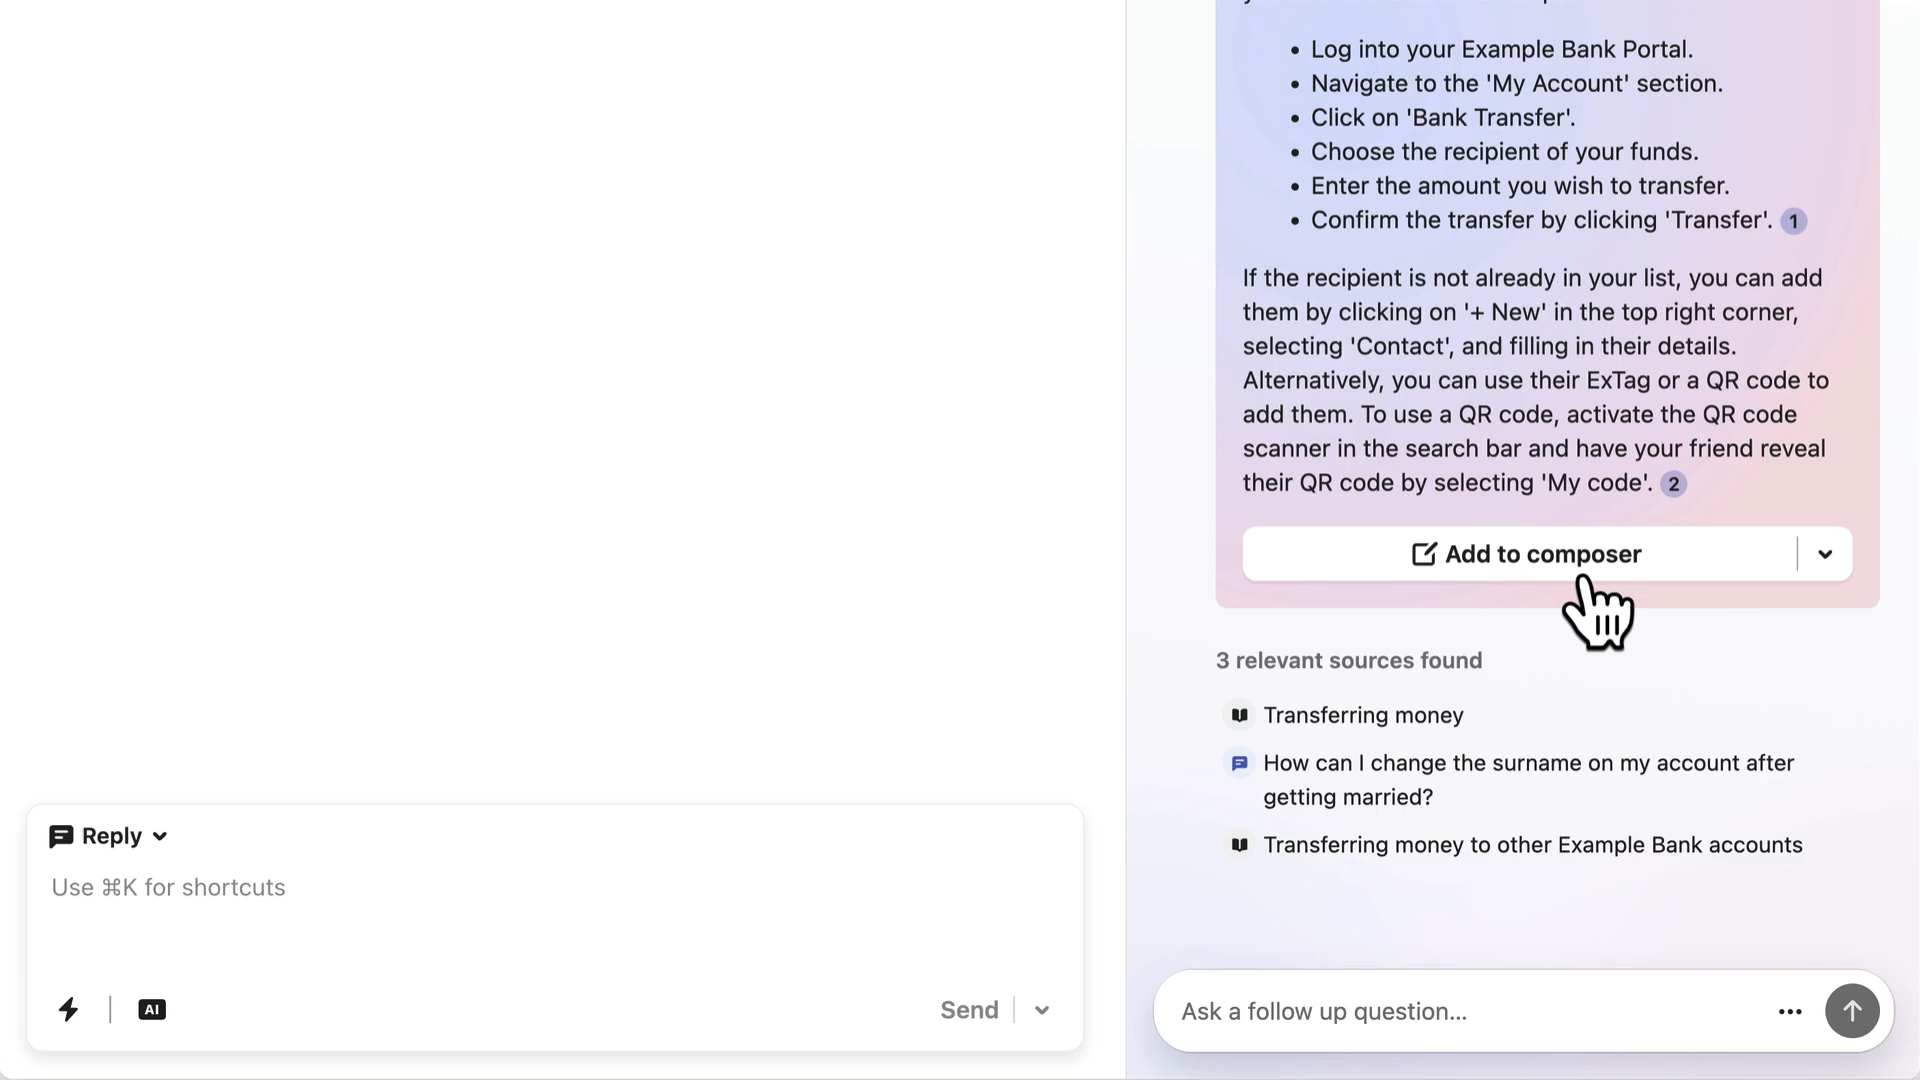 • Log into your Example Bank Portal.
• Navigate to the 'My Account' section.
• Click on 'Bank Transfer'.
• Choose the recipient of your funds.
• Enter the amount you wish to transfer.
• Confirm the transfer by clicking 'Transfer'. 1
If the recipient is not already in your list, you can add
them by clicking on '+ New' in the top right corner,
selecting 'Contact', and filling in their details.
Alternatively, you can use their ExTag or a QR code to
add them. To use a QR code, activate the QR code
scanner in the search bar and have your friend reveal
their QR code by selecting 'My code'. 2
Add to composer
3 relevant sources found
Transferring money
How can I change the surname on my account after
getting married?
Transferring money to other Example Bank accounts
Ask a follow up question...
Reply
Use ⌘K for shortcuts
AI
Send